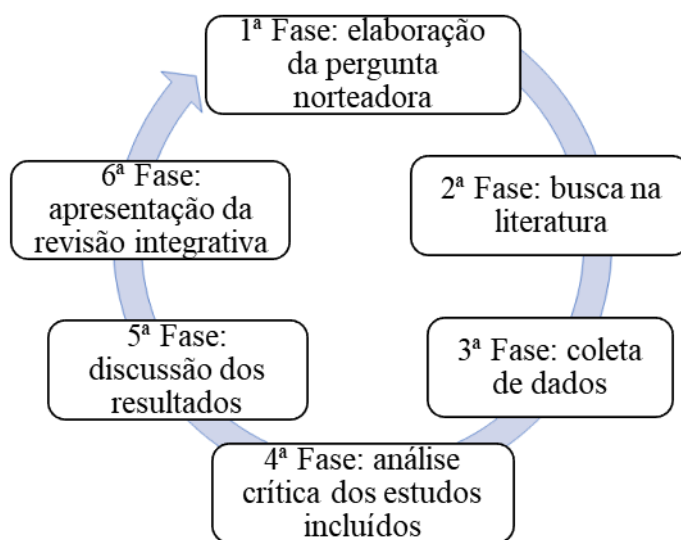 1ª Fase: elaboração
da pergunta
norteadora
2ª Fase: busca na
literatura
3ª Fase: coleta
de dados
4ª Fase: análise
crítica dos estudos
incluídos
5ª Fase:
discussão dos
resultados
6ª Fase:
apresentação da
revisão integrativa